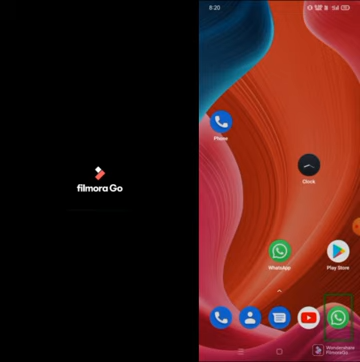 filmora Go
8:20
Phone
Clock
WhatsApp
Play Store
Wondershare
FilmoraGo